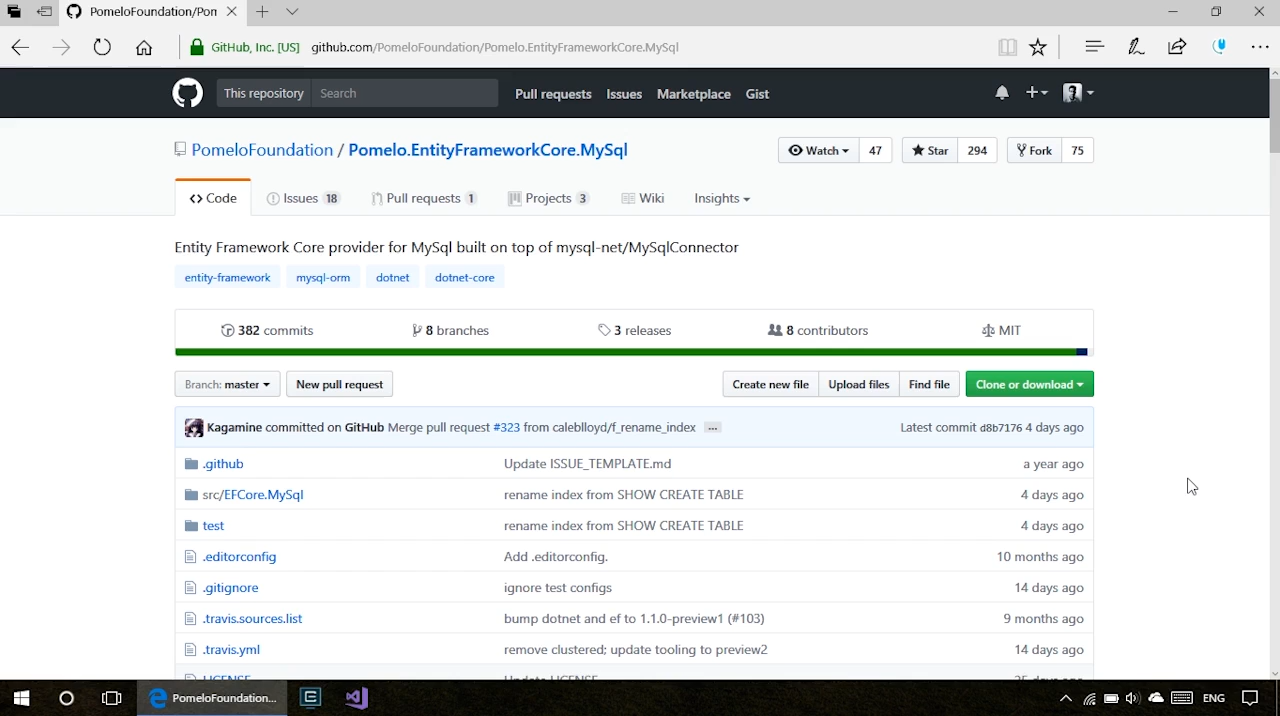 PomeloFoundation/Pom
GitHub, Inc. [US] github.com/PomeloFoundation/Pomelo.EntityFrameworkCore.MySql
This repository Search Pull requests Issues Marketplace Gist
PomeloFoundation / Pomelo.EntityFrameworkCore.MySql Watch 47 Star 294 Fork 75
Code Issues 18 Pull requests 1 Projects 3 Wiki Insights
Entity Framework Core provider for MySql built on top of mysql-net/MySqlConnector
entity-framework mysql-orm dotnet dotnet-core
382 commits 8 branches 3 releases 8 contributors MIT
Branch: master New pull request Create new file Upload files Find file Clone or download
Kagamine committed on GitHub Merge pull request #323 from caleblloyd/f_rename_index ... Latest commit d8b7176 4 days ago
.github Update ISSUE_TEMPLATE.md a year ago
src/EFCore.MySql rename index from SHOW CREATE TABLE 4 days ago
test rename index from SHOW CREATE TABLE 4 days ago
.editorconfig Add .editorconfig. 10 months ago
.gitignore ignore test configs 14 days ago
.travis.sources.list bump dotnet and ef to 1.1.0-preview1 (#103) 9 months ago
.travis.yml remove clustered; update tooling to preview2 14 days ago
LICENSE Update LICENSE 25 days ago
PomeloFoundation... ENG